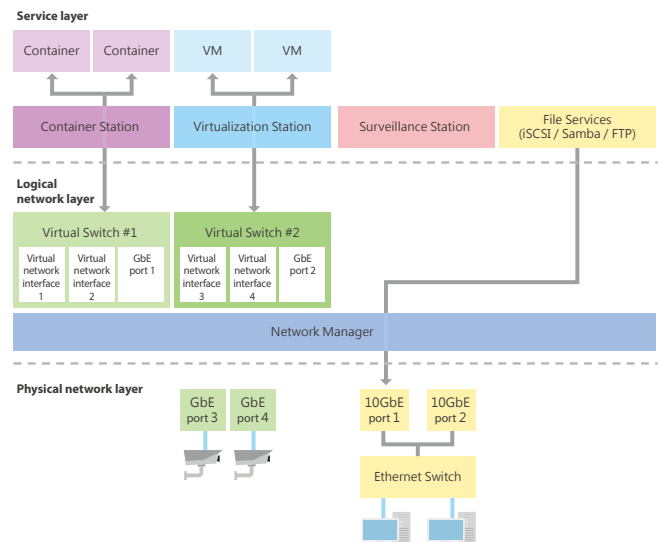 Service layer
Container
Container
VM
VM
Container Station
Virtualization Station
Surveillance Station
File Services
(iSCSI / Samba / FTP)
Logical
network layer
Virtual Switch #1
Virtual
network
interface
1
Virtual
network
interface
2
GbE
port 1
Virtual Switch #2
Virtual
network
interface
3
Virtual
network
interface
4
GbE
port 2
Network Manager
Physical network layer
GbE
port 3
GbE
port 4
10GbE
port 1
10GbE
port 2
Ethernet Switch